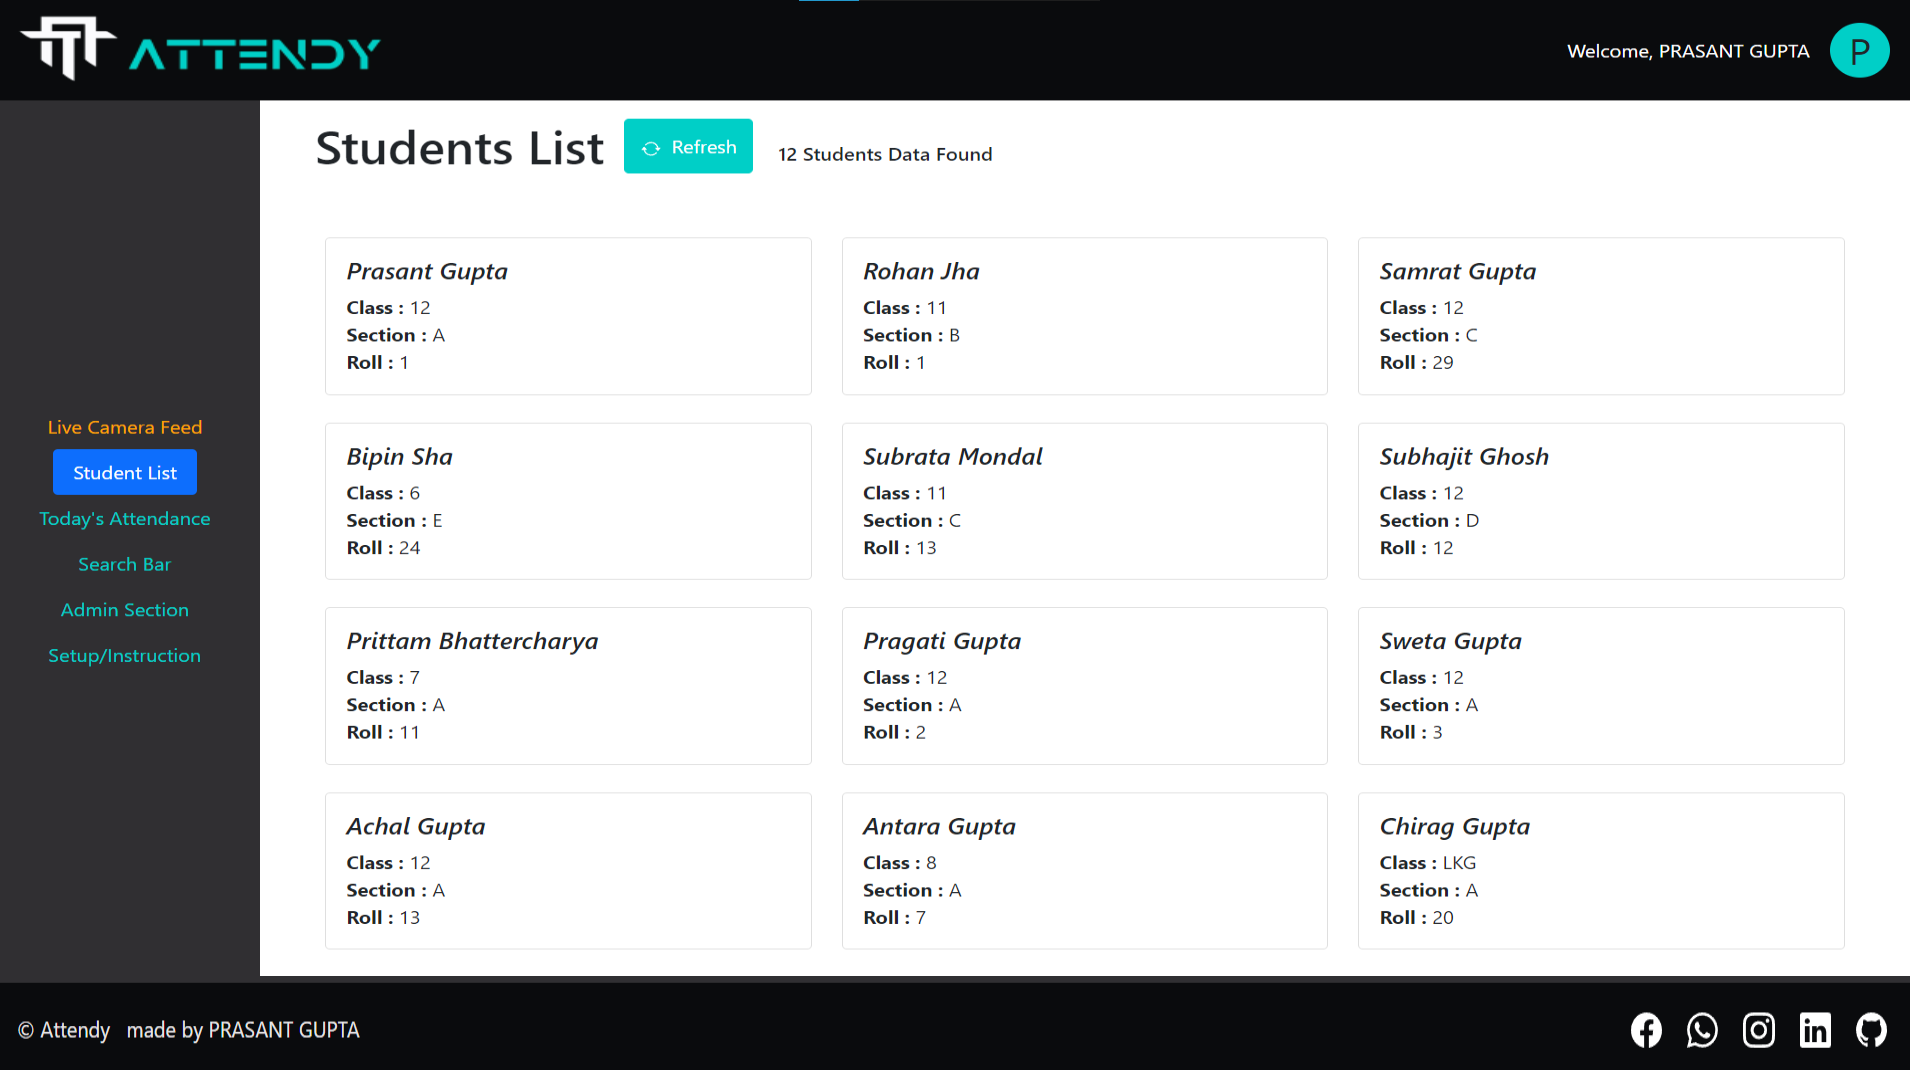 ATTENDY
Welcome, PRASANT GUPTA
P
Students List
Refresh
12 Students Data Found
Live Camera Feed
Student List
Today's Attendance
Search Bar
Admin Section
Setup/Instruction
Prasant Gupta
Class : 12
Section : A
Roll : 1
Rohan Jha
Class : 11
Section : B
Roll : 1
Samrat Gupta
Class : 12
Section : C
Roll : 29
Bipin Sha
Class : 6
Section : E
Roll : 24
Subrata Mondal
Class : 11
Section : C
Roll : 13
Subhajit Ghosh
Class : 12
Section : D
Roll : 12
Prittam Bhattercharya
Class : 7
Section : A
Roll : 11
Pragati Gupta
Class : 12
Section : A
Roll : 2
Sweta Gupta
Class : 12
Section : A
Roll : 3
Achal Gupta
Class : 12
Section : A
Roll : 13
Antara Gupta
Class : 8
Section : A
Roll : 7
Chirag Gupta
Class : LKG
Section : A
Roll : 20
© Attendy made by PRASANT GUPTA